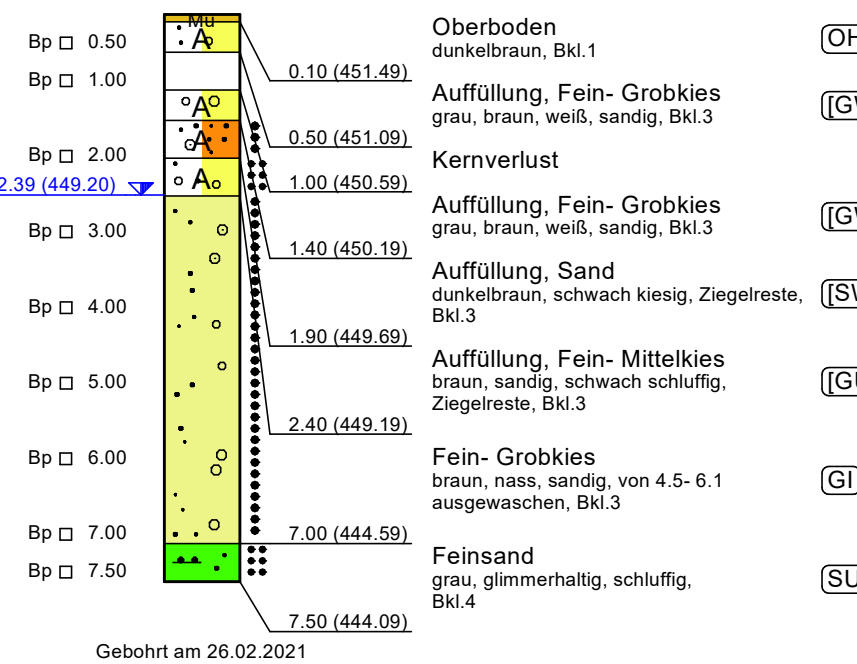 Mu
A
A
A
A
Bp 0.50
Bp 1.00
Bp 2.00
2.39 (449.20)
Bp 3.00
Bp 4.00
Bp 5.00
Bp 6.00
Bp 7.00
Bp 7.50
0.10 (451.49)
0.50 (451.09)
1.00 (450.59)
1.40 (450.19)
1.90 (449.69)
2.40 (449.19)
7.00 (444.59)
7.50 (444.09)
Oberboden
dunkelbraun, Bkl.1
Auffüllung, Fein- Grobkies
grau, braun, weiß, sandig, Bkl.3
Kernverlust
Auffüllung, Fein- Grobkies
grau, braun, weiß, sandig, Bkl.3
Auffüllung, Sand
dunkelbraun, schwach kiesig, Ziegelreste,
Bkl.3
Auffüllung, Fein- Mittelkies
braun, sandig, schwach schluffig,
Ziegelreste, Bkl.3
Fein- Grobkies
braun, nass, sandig, von 4.5- 6.1
ausgewaschen, Bkl.3
Feinsand
grau, glimmerhaltig, schluffig,
Bkl.4
OH
GI
SU
Gebohrt am 26.02.2021